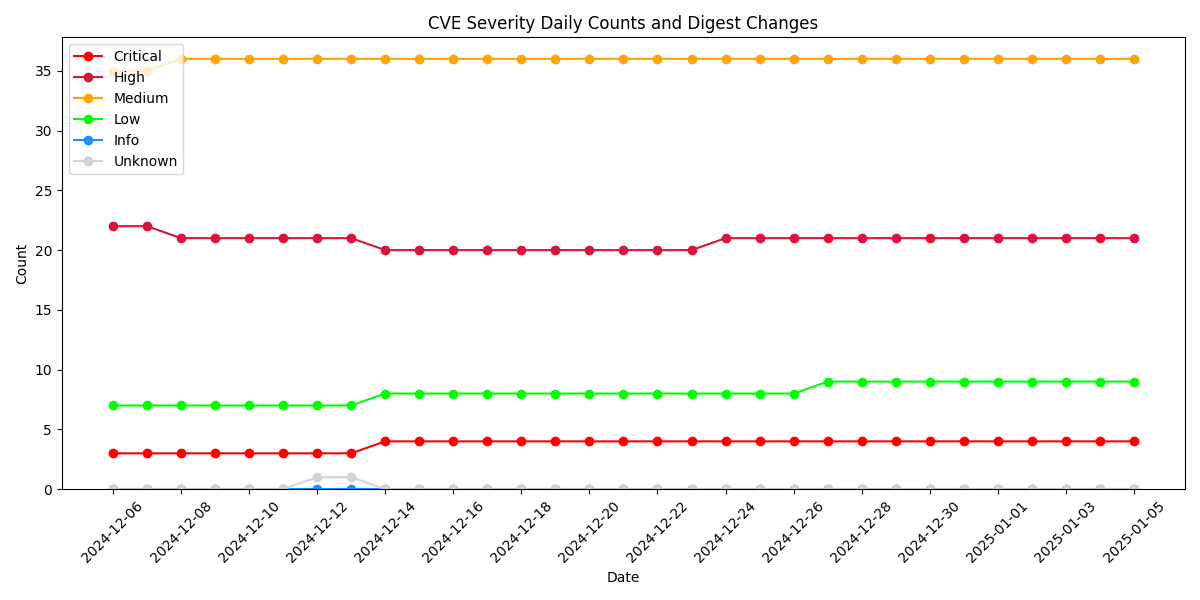 CVE Severity Daily Counts and Digest Changes
Critical
High
Medium
Low
Info
Unknown
Count
35
30
25
20
15
10
5
0
2024-12-06
2024-12-08
2024-12-10
2024-12-12
2024-12-14
2024-12-16
2024-12-18
2024-12-20
2024-12-22
2024-12-24
2024-12-26
2024-12-28
2024-12-30
2025-01-01
2025-01-03
2025-01-05
Date